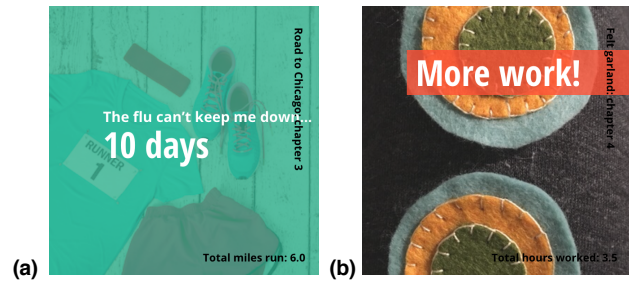 Road to Chicago: chapter 3
The flu can't keep me down...
10 days
RUNNER
1
Total miles run: 6.0
(a)
More work!
Felt garland: chapter 4
Total hours worked: 3.5
(b)